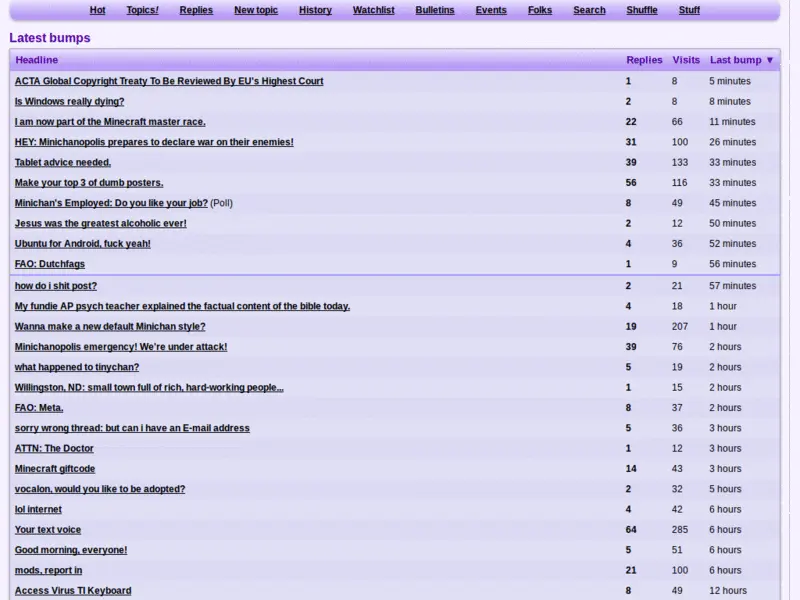 Hot Topics! Replies New topic History Watchlist Bulletins Events Folks Search Shuffle Stuff
Latest bumps
Headline Replies Visits Last bump ▼
ACTA Global Copyright Treaty To Be Reviewed By EU's Highest Court 1 8 5 minutes
Is Windows really dying? 2 8 8 minutes
I am now part of the Minecraft master race. 22 66 11 minutes
HEY: Minichanopolis prepares to declare war on their enemies! 31 100 26 minutes
Tablet advice needed. 39 133 33 minutes
Make your top 3 of dumb posters. 56 116 33 minutes
Minichan's Employed: Do you like your job? (Poll) 8 49 45 minutes
Jesus was the greatest alcoholic ever! 2 12 50 minutes
Ubuntu for Android, fuck yeah! 4 36 52 minutes
FAO: Dutchfags 1 9 56 minutes
how do i shit post? 2 21 57 minutes
My fundie AP psych teacher explained the factual content of the bible today. 4 18 1 hour
Wanna make a new default Minichan style? 19 207 1 hour
Minichanopolis emergency! We're under attack! 39 76 2 hours
what happened to tinychan? 5 19 2 hours
Willingston, ND: small town full of rich, hard-working people... 1 15 2 hours
FAO: Meta. 8 37 2 hours
sorry wrong thread: but can i have an E-mail address 5 36 3 hours
ATTN: The Doctor 1 12 3 hours
Minecraft giftcode 14 43 3 hours
vocalon, would you like to be adopted? 2 32 5 hours
lol internet 4 42 6 hours
Your text voice 64 285 6 hours
Good morning, everyone! 5 51 6 hours
mods, report in 21 100 6 hours
Access Virus TI Keyboard 8 49 12 hours